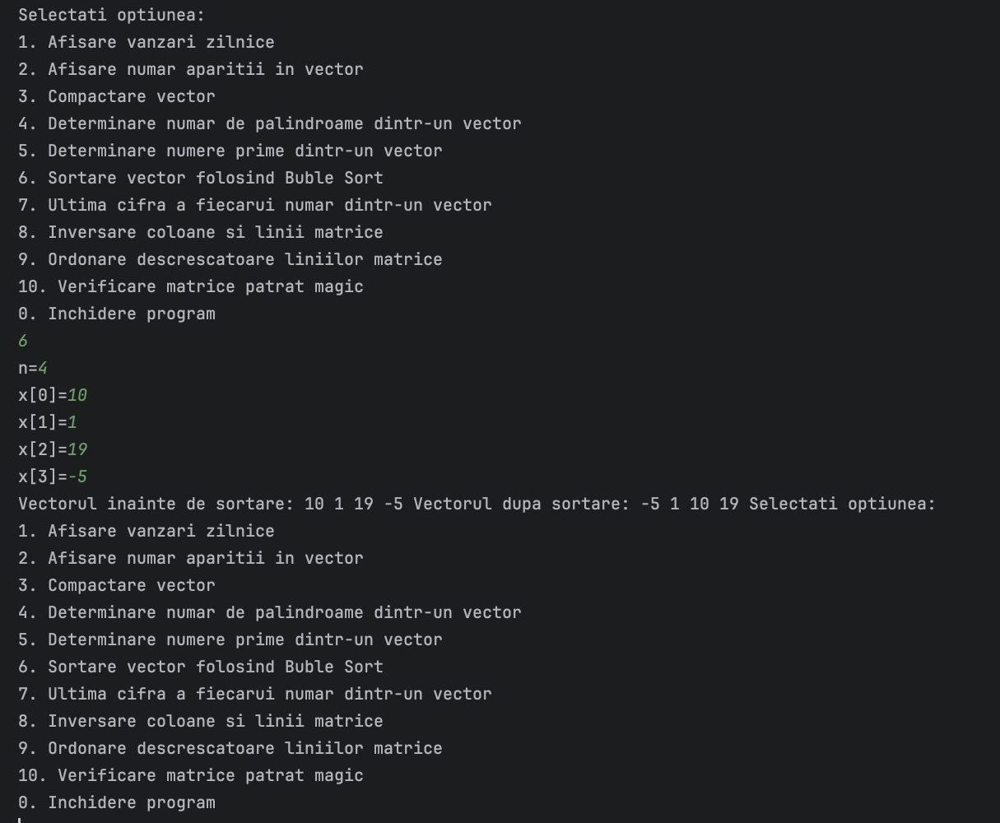 Selectati optiunea:
1. Afisare vanzari zilnice
2. Afisare numar aparitii in vector
3. Compactare vector
4. Determinare numar de palindroame dintr-un vector
5. Determinare numere prime dintr-un vector
6. Sortare vector folosind Buble Sort
7. Ultima cifra a fiecarui numar dintr-un vector
8. Inversare coloane si linii matrice
9. Ordonare descrescatoare liniilor matrice
10. Verificare matrice patrat magic
0. Inchidere program
6
n=4
x[0]=10
x[1]=1
x[2]=19
x[3]=-5
Vectorul inainte de sortare: 10 1 19 -5 Vectorul dupa sortare: -5 1 10 19 Selectati optiunea:
1. Afisare vanzari zilnice
2. Afisare numar aparitii in vector
3. Compactare vector
4. Determinare numar de palindroame dintr-un vector
5. Determinare numere prime dintr-un vector
6. Sortare vector folosind Buble Sort
7. Ultima cifra a fiecarui numar dintr-un vector
8. Inversare coloane si linii matrice
9. Ordonare descrescatoare liniilor matrice
10. Verificare matrice patrat magic
0. Inchidere program